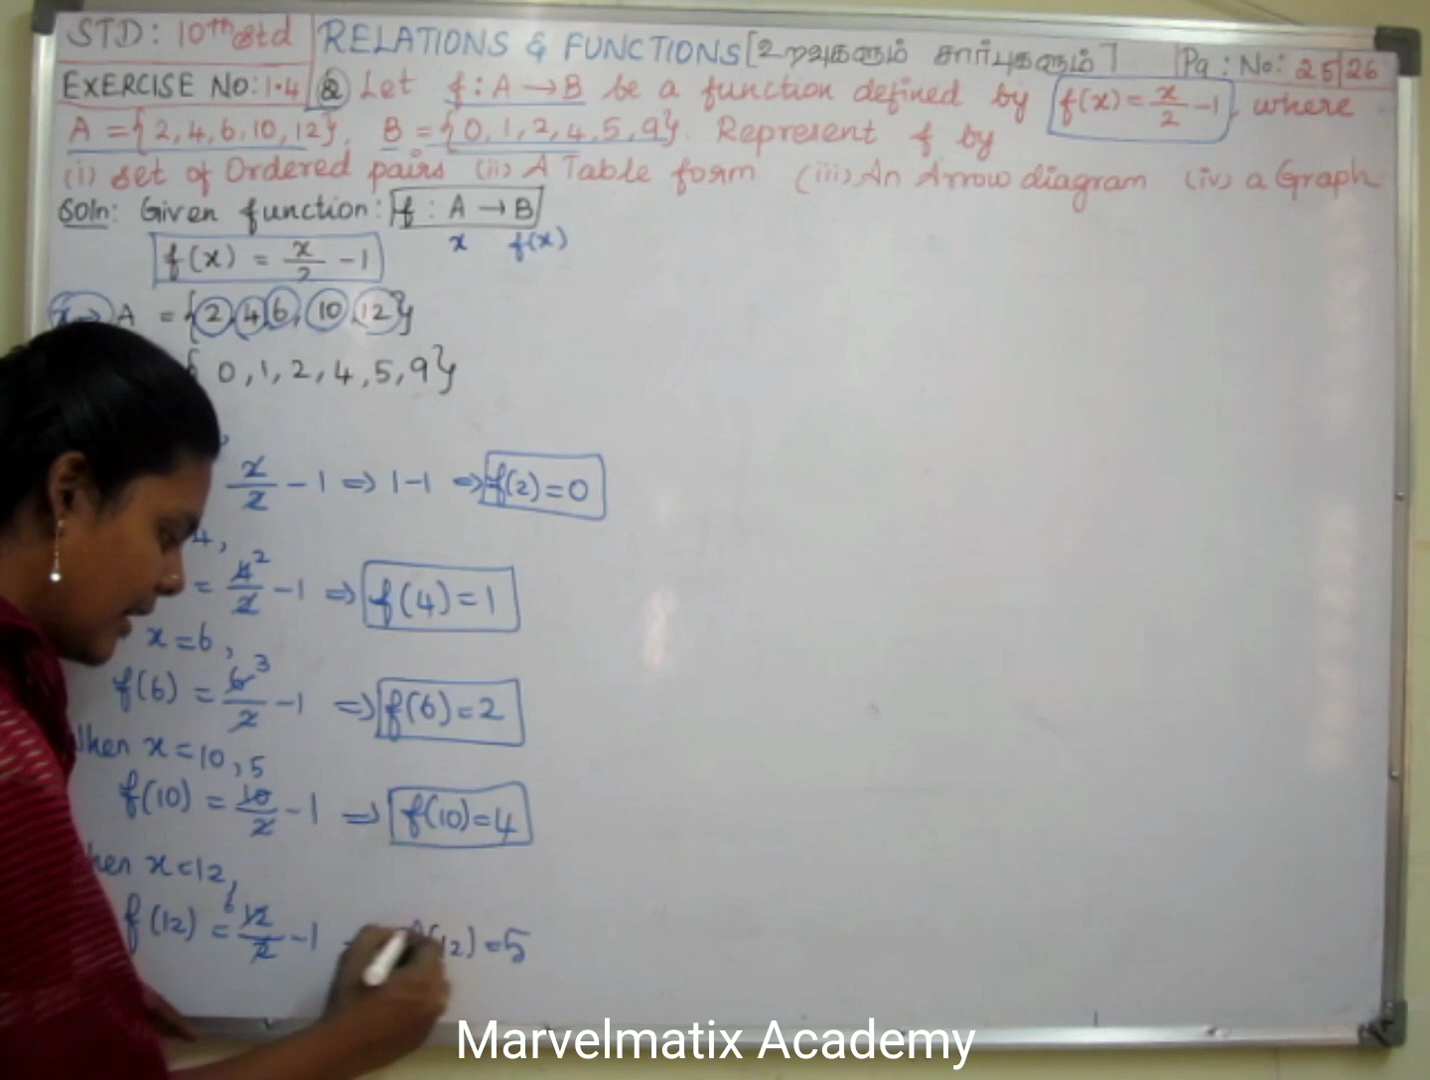 STD: 10th std RELATIONS & FUNCTIONS [உறவுகளும் சார்புகளும்] Pg: No: 25/26
EXERCISE NO: 1.4 ② Let f : A → B be a function defined by f(x) = x/2 - 1, where
A = {2, 4, 6, 10, 12}, B = {0, 1, 2, 4, 5, 9}. Represent f by
(i) set of Ordered pairs (ii) A Table form (iii) An Arrow diagram (iv) a Graph
Soln: Given function: f : A → B
x f(x)
f(x) = x/2 - 1
x → A = {2, 4, 6, 10, 12}
{ 0, 1, 2, 4, 5, 9}
2/2 - 1 ⇒ 1 - 1 ⇒ f(2) = 0
4,
= 4/2 2 - 1 ⇒ f(4) = 1
x = 6,
f(6) = 6/2 3 - 1 ⇒ f(6) = 2
When x = 10,
f(10) = 10/2 5 - 1 ⇒ f(10) = 4
x = 12,
f(12) = 12/2 6 - 1 f(12) = 5
Marvelmatix Academy